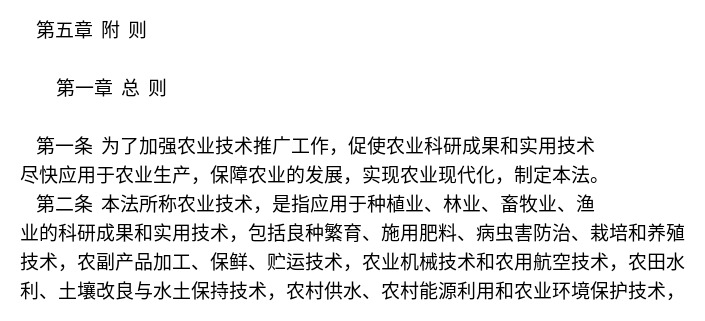 第五章 附 则
第一章 总 则
第一条 为了加强农业技术推广工作，促使农业科研成果和实用技术
尽快应用于农业生产，保障农业的发展，实现农业现代化，制定本法。
第二条 本法所称农业技术，是指应用于种植业、林业、畜牧业、渔
业的科研成果和实用技术，包括良种繁育、施用肥料、病虫害防治、栽培和养殖
技术，农副产品加工、保鲜、贮运技术，农业机械技术和农用航空技术，农田水
利、土壤改良与水土保持技术，农村供水、农村能源利用和农业环境保护技术，